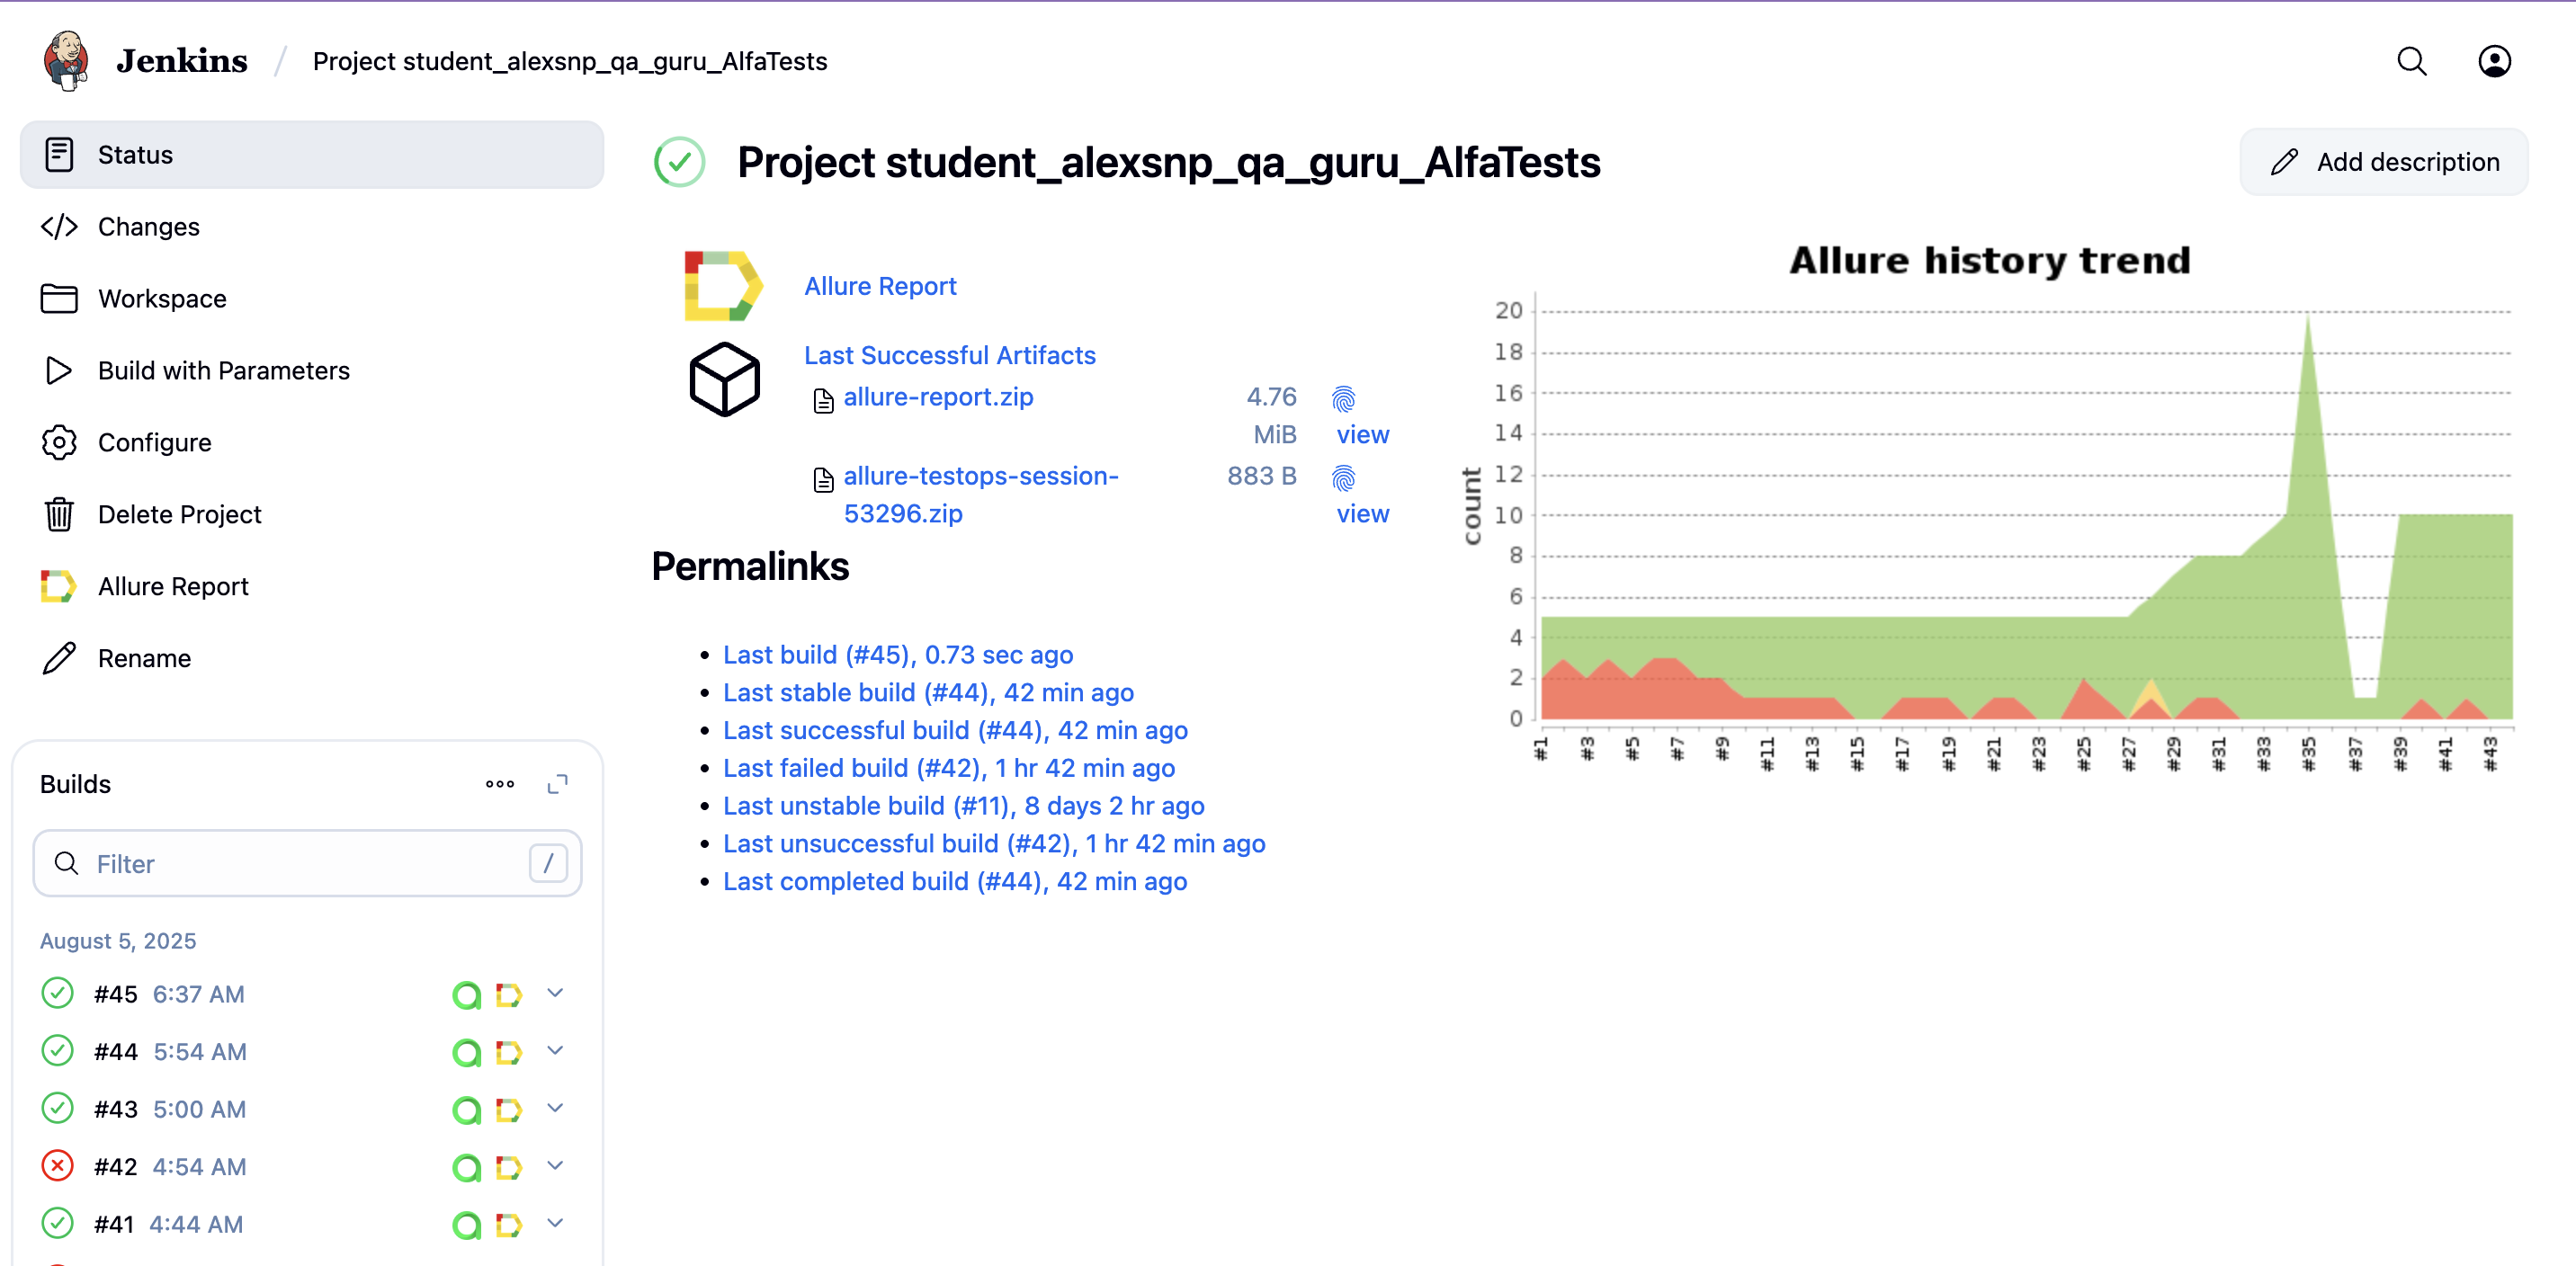 Jenkins / Project student_alexsnp_qa_guru_AlfaTests
Status
Changes
Workspace
Build with Parameters
Configure
Delete Project
Allure Report
Rename
Builds
Filter /
August 5, 2025
#45 6:37 AM
#44 5:54 AM
#43 5:00 AM
#42 4:54 AM
#41 4:44 AM
Project student_alexsnp_qa_guru_AlfaTests
Add description
Allure Report
Last Successful Artifacts
allure-report.zip 4.76
MiB view
allure-testops-session- 883 B
53296.zip view
Permalinks
Last build (#45), 0.73 sec ago
Last stable build (#44), 42 min ago
Last successful build (#44), 42 min ago
Last failed build (#42), 1 hr 42 min ago
Last unstable build (#11), 8 days 2 hr ago
Last unsuccessful build (#42), 1 hr 42 min ago
Last completed build (#44), 42 min ago
Allure history trend
count
20
18
16
14
12
10
8
6
4
2
0
#1 #3 #5 #7 #9 #11 #13 #15 #17 #19 #21 #23 #25 #27 #29 #31 #33 #35 #37 #39 #41 #43